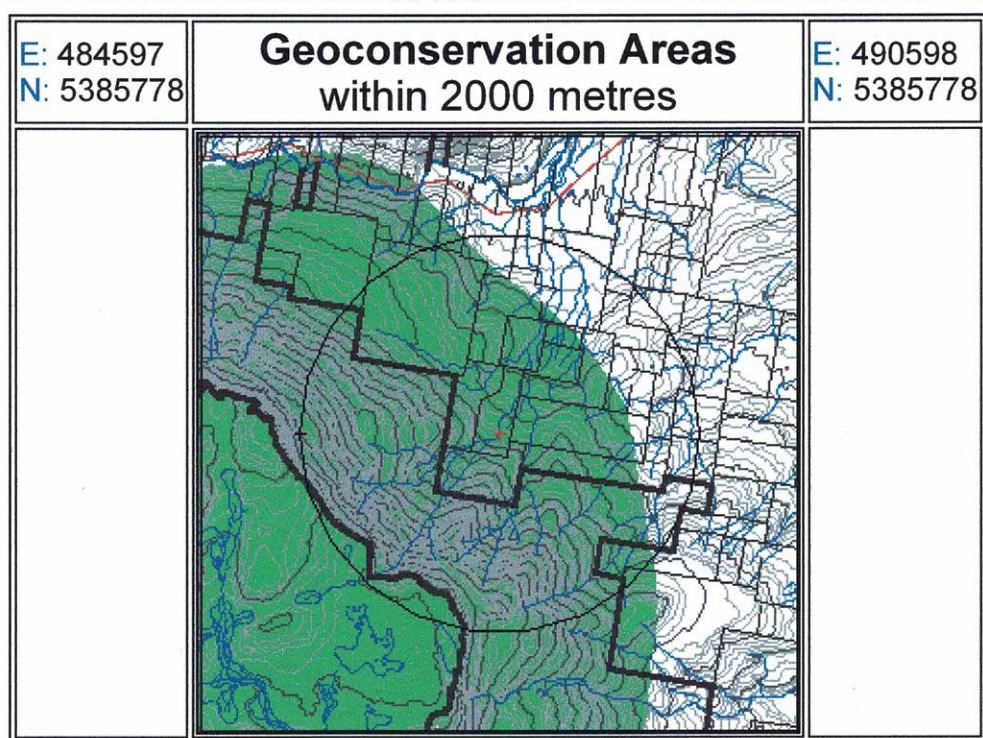 E: 484597
N: 5385778
Geoconservation Areas
within 2000 metres
E: 490598
N: 5385778